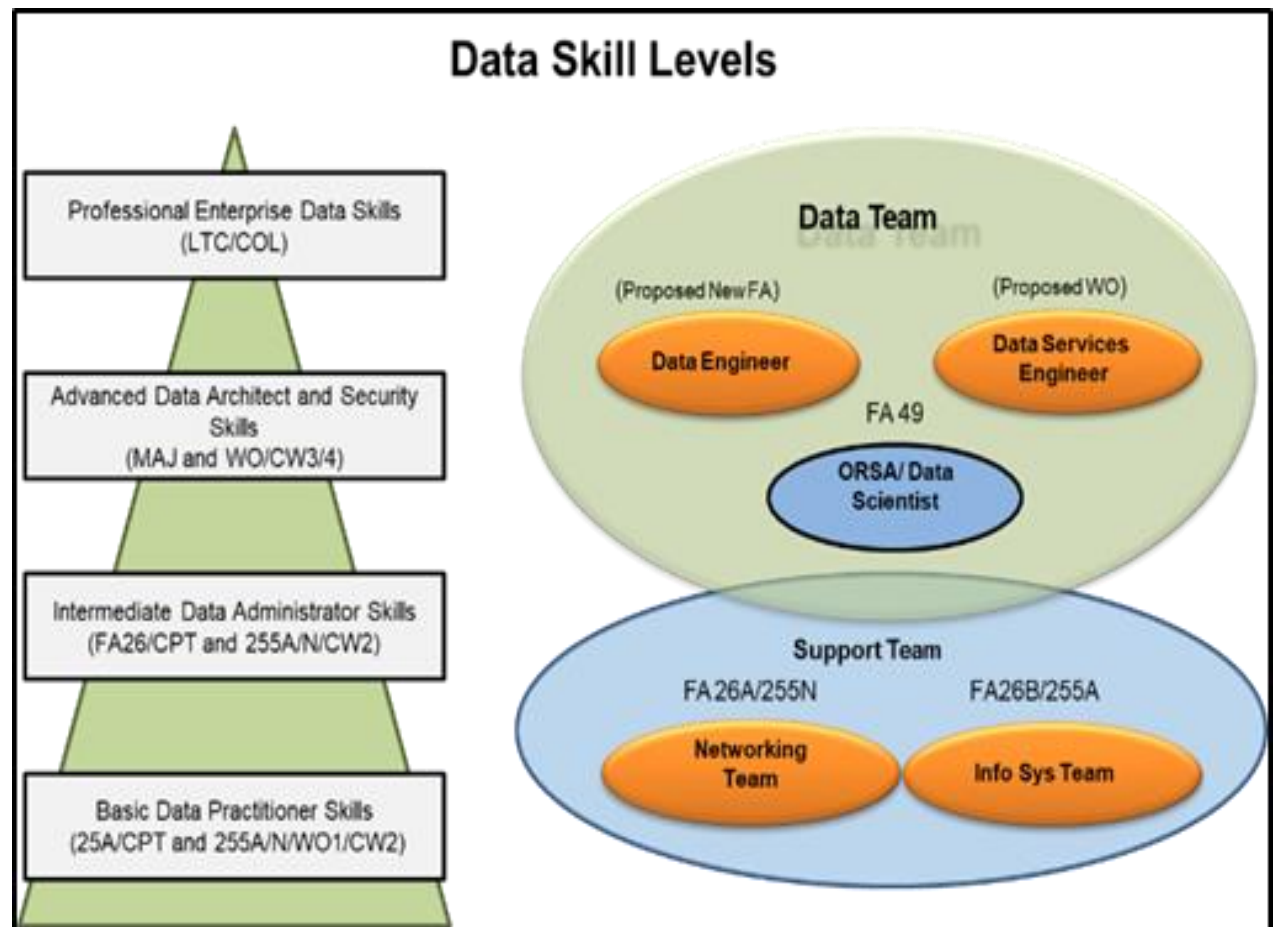 Data Skill Levels
Professional Enterprise Data Skills
(LTC/COL)
Advanced Data Architect and Security
Skills
(MAJ and WO/CW3/4)
Intermediate Data Administrator Skills
(FA26/CPT and 255A/N/CW2)
Basic Data Practitioner Skills
(25A/CPT and 255A/N/WO1/CW2)
Data Team
(Proposed New FA)
(Proposed WO)
Data Engineer
Data Services
Engineer
FA 49
ORSA/ Data
Scientist
Support Team
FA 26A/255N
FA26B/255A
Networking
Team
Info Sys Team